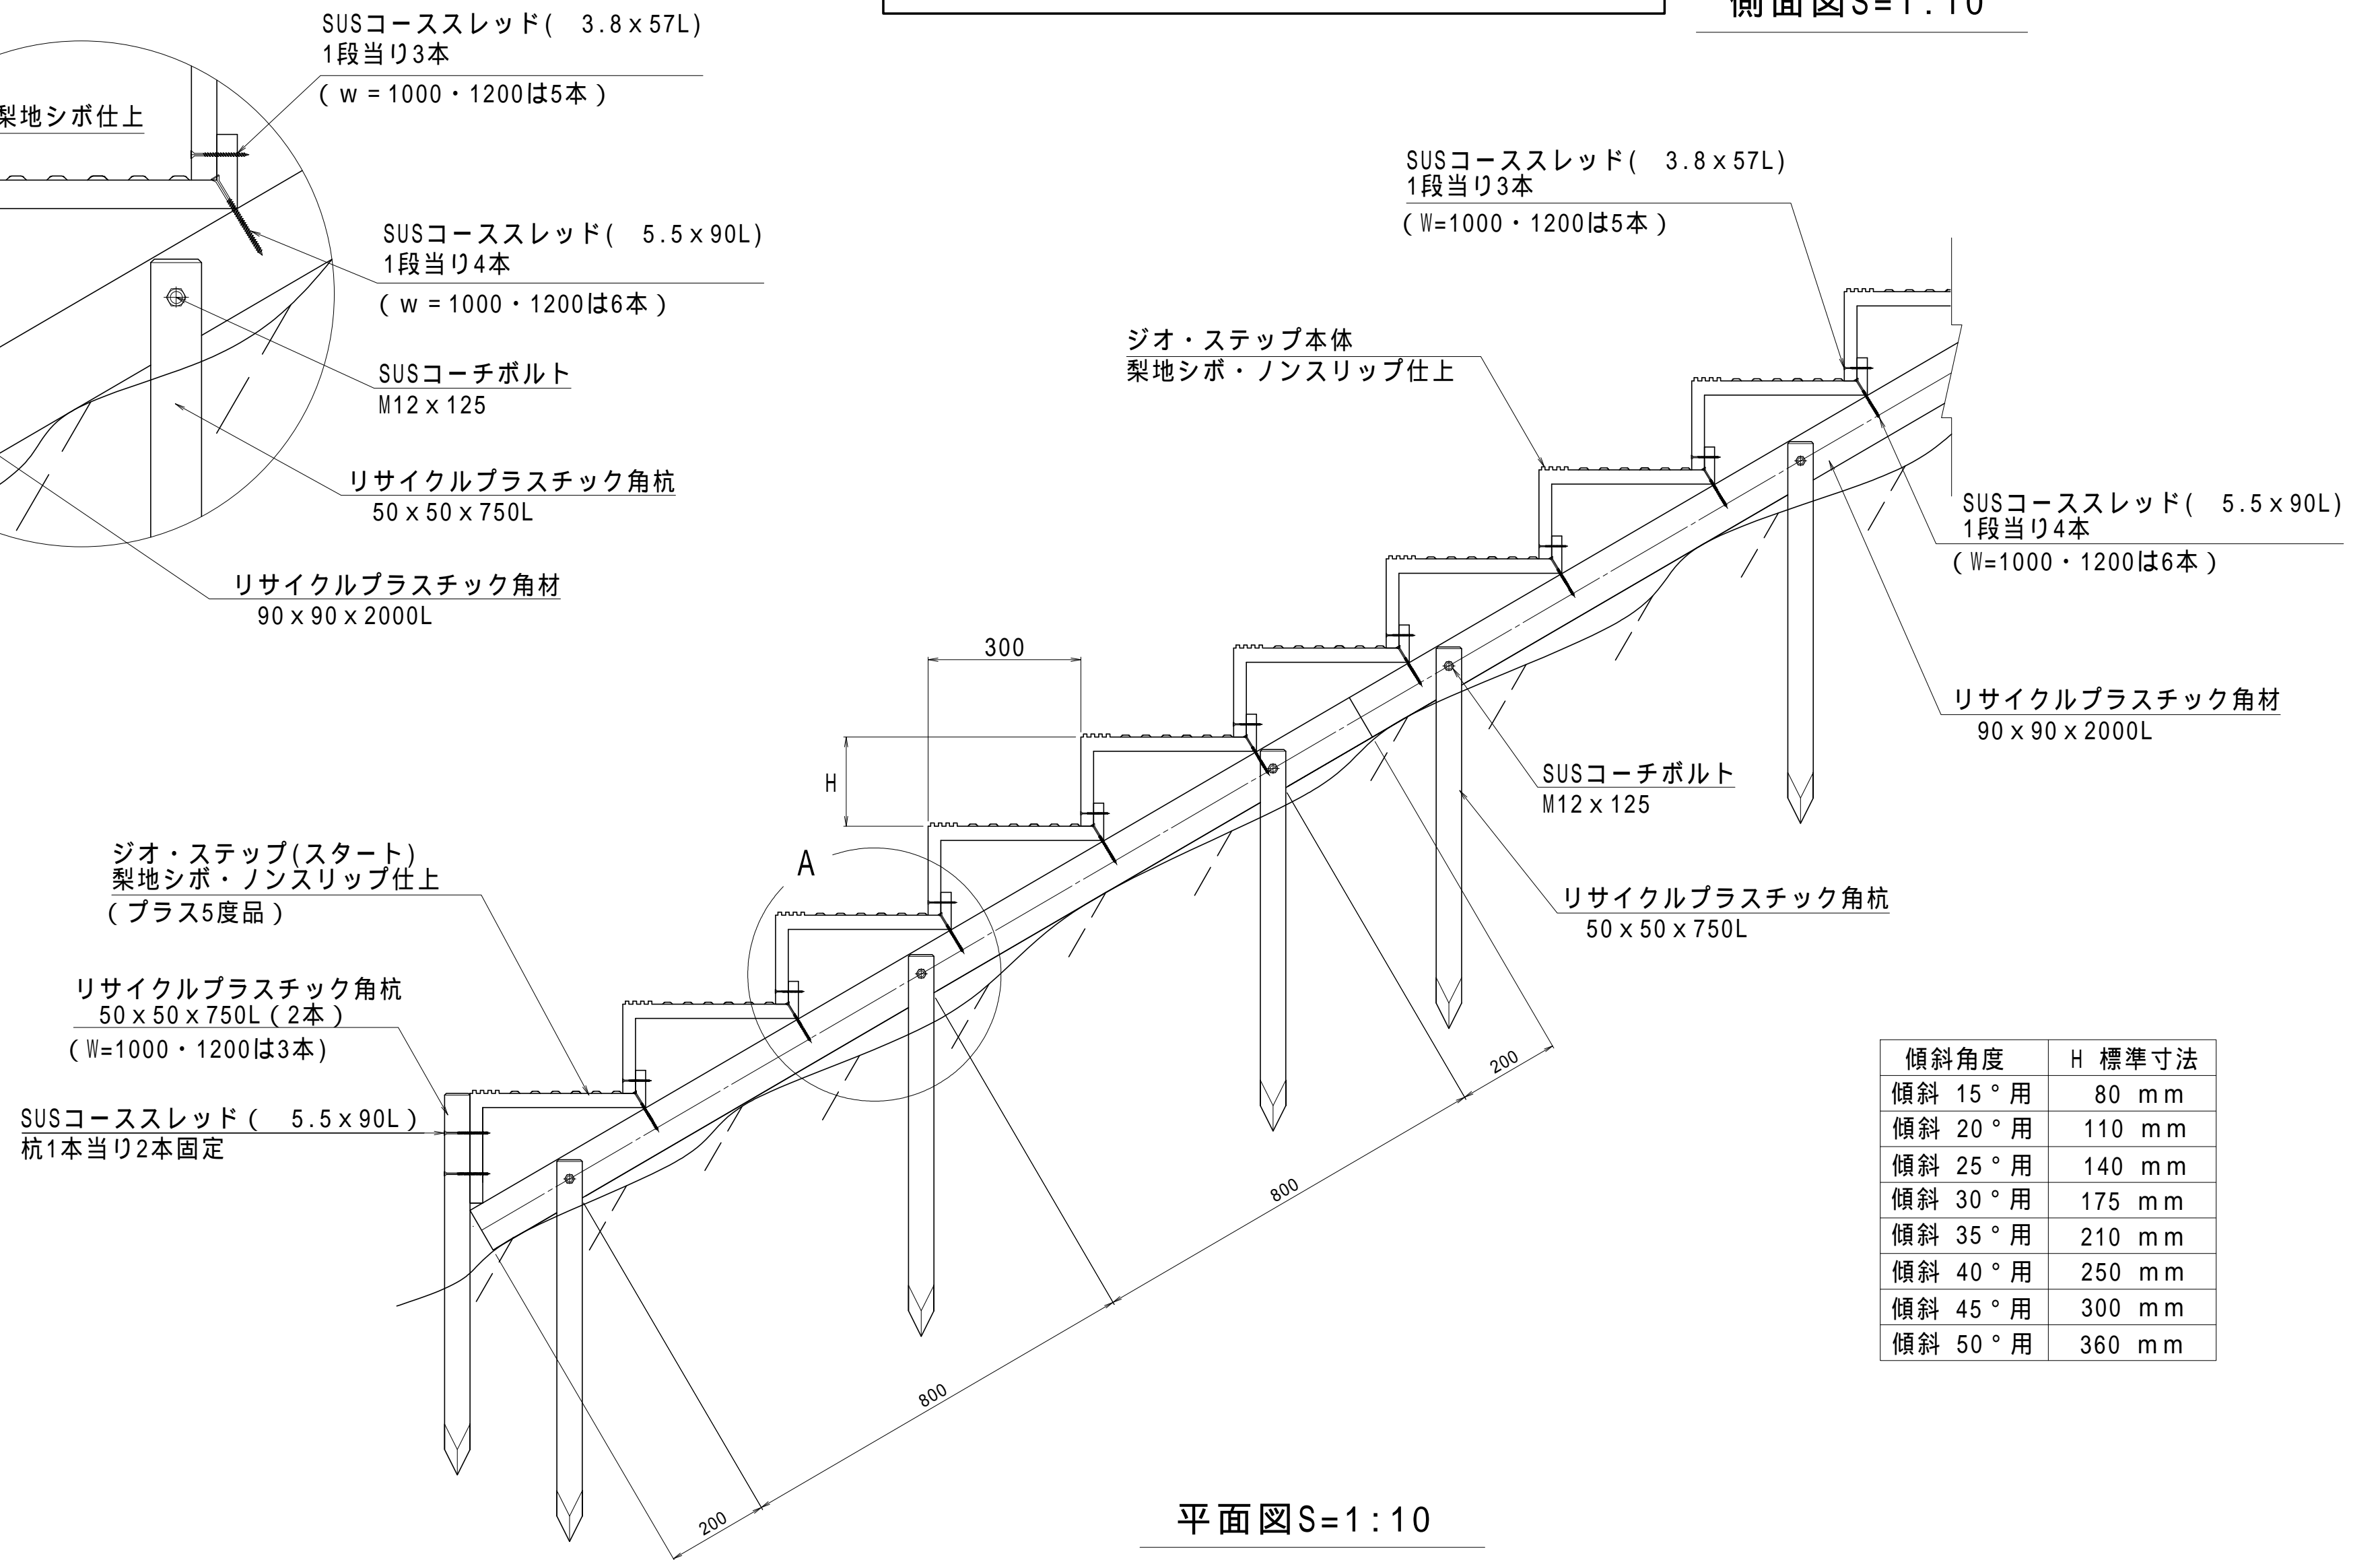 側面図S=1:10
SUSコーススレッド(　3.8x57L)
1段当り3本
(w=1000・1200は5本)
梨地シボ仕上
SUSコーススレッド(　5.5x90L)
1段当り4本
(w=1000・1200は6本)
SUSコーチボルト
M12x125
リサイクルプラスチック角杭
50x50x750L
リサイクルプラスチック角材
90x90x2000L
SUSコーススレッド(　3.8x57L)
1段当り3本
(W=1000・1200は5本)
ジオ・ステップ本体
梨地シボ・ノンスリップ仕上
SUSコーススレッド(　5.5x90L)
1段当り4本
(W=1000・1200は6本)
リサイクルプラスチック角材
90x90x2000L
SUSコーチボルト
M12x125
リサイクルプラスチック角杭
50x50x750L
300
H
A
ジオ・ステップ(スタート)
梨地シボ・ノンスリップ仕上
(プラス5度品)
リサイクルプラスチック角杭
50x50x750L(2本)
(W=1000・1200は3本)
SUSコーススレッド(　5.5x90L)
杭1本当り2本固定
200
800
800
200
傾斜角度　H 標準寸法
傾斜 15°用　80 mm
傾斜 20°用　110 mm
傾斜 25°用　140 mm
傾斜 30°用　175 mm
傾斜 35°用　210 mm
傾斜 40°用　250 mm
傾斜 45°用　300 mm
傾斜 50°用　360 mm
平面図S=1:10